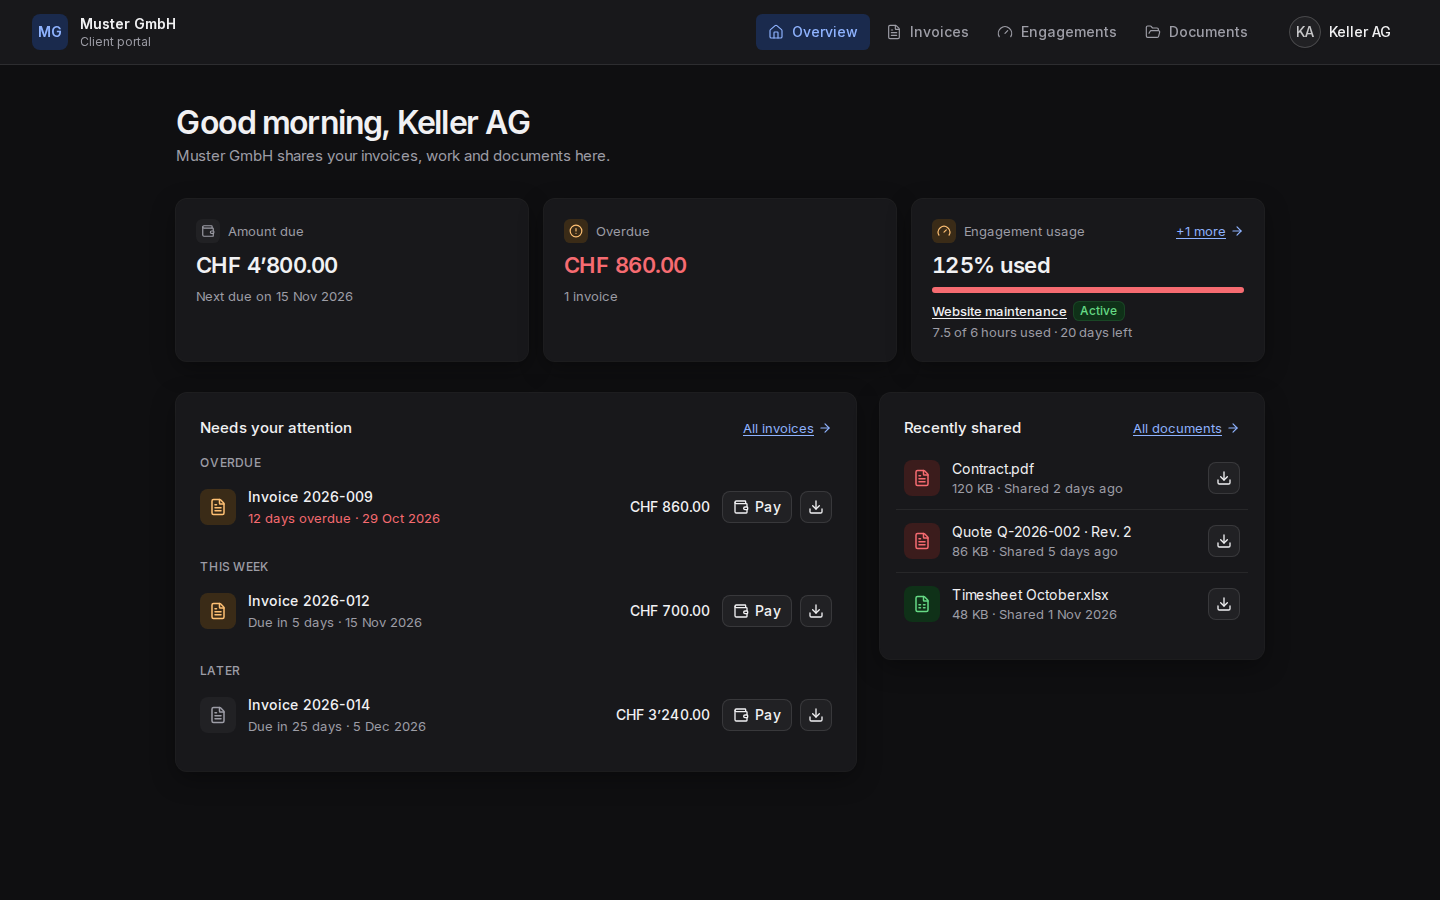 MG
Muster GmbH
Client portal
Overview
Invoices
Engagements
Documents
KA
Keller AG
Good morning, Keller AG
Muster GmbH shares your invoices, work and documents here.
Amount due
CHF 4’800.00
Next due on 15 Nov 2026
Overdue
CHF 860.00
1 invoice
Engagement usage
+1 more
125% used
Website maintenance
Active
7.5 of 6 hours used · 20 days left
Needs your attention
All invoices
OVERDUE
Invoice 2026-009
12 days overdue · 29 Oct 2026
CHF 860.00
Pay
THIS WEEK
Invoice 2026-012
Due in 5 days · 15 Nov 2026
CHF 700.00
Pay
LATER
Invoice 2026-014
Due in 25 days · 5 Dec 2026
CHF 3’240.00
Pay
Recently shared
All documents
Contract.pdf
120 KB · Shared 2 days ago
Quote Q-2026-002 · Rev. 2
86 KB · Shared 5 days ago
Timesheet October.xlsx
48 KB · Shared 1 Nov 2026